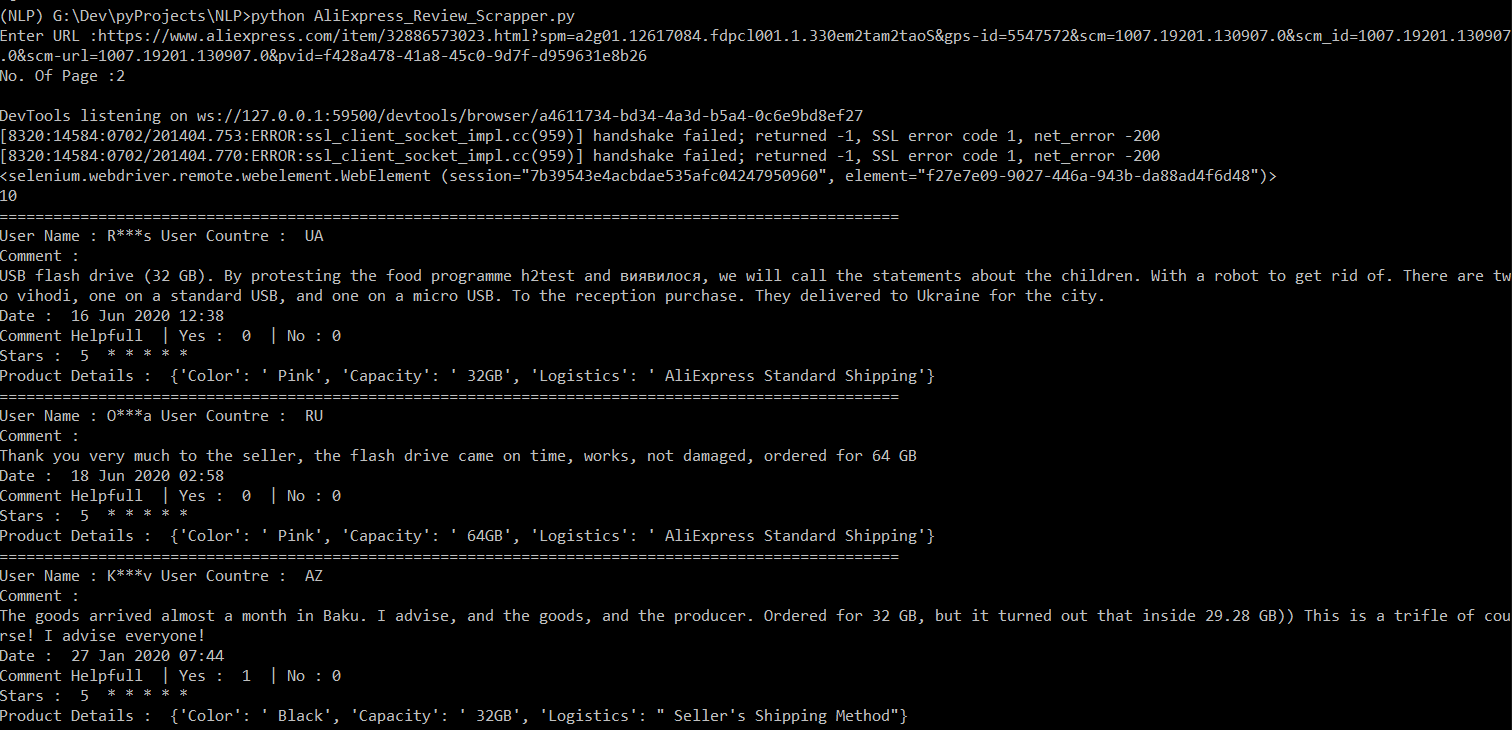 (NLP) G:\Dev\pyProjects\NLP>python AliExpress_Review_Scrapper.py
Enter URL :https://www.aliexpress.com/item/32886573023.html?spm=a2g01.12617084.fdpcl001.1.330em2tam2taoS&gps-id=5547572&scm=1007.19201.130907.0&scm_id=1007.19201.130907
.0&scm-url=1007.19201.130907.0&pvid=f428a478-41a8-45c0-9d7f-d959631e8b26
No. Of Page :2
DevTools listening on ws://127.0.0.1:59500/devtools/browser/a4611734-bd34-4a3d-b5a4-0c6e9bd8ef27
[8320:14584:0702/201404.753:ERROR:ssl_client_socket_impl.cc(959)] handshake failed; returned -1, SSL error code 1, net_error -200
[8320:14584:0702/201404.770:ERROR:ssl_client_socket_impl.cc(959)] handshake failed; returned -1, SSL error code 1, net_error -200
<selenium.webdriver.remote.webelement.WebElement (session="7b39543e4acbdae535afc04247950960", element="f27e7e09-9027-446a-943b-da88ad4f6d48")>
10
====================================================================================================
User Name : R***s User Countre :  UA
Comment :
USB flash drive (32 GB). By protesting the food programme h2test and виявилося, we will call the statements about the children. With a robot to get rid of. There are tw
o vihodi, one on a standard USB, and one on a micro USB. To the reception purchase. They delivered to Ukraine for the city.
Date :  16 Jun 2020 12:38
Comment Helpfull  | Yes :  0  | No : 0
Stars :  5  * * * * *
Product Details :  {'Color': ' Pink', 'Capacity': ' 32GB', 'Logistics': ' AliExpress Standard Shipping'}
====================================================================================================
User Name : O***a User Countre :  RU
Comment :
Thank you very much to the seller, the flash drive came on time, works, not damaged, ordered for 64 GB
Date :  18 Jun 2020 02:58
Comment Helpfull  | Yes :  0  | No : 0
Stars :  5  * * * * *
Product Details :  {'Color': ' Pink', 'Capacity': ' 64GB', 'Logistics': ' AliExpress Standard Shipping'}
====================================================================================================
User Name : K***v User Countre :  AZ
Comment :
The goods arrived almost a month in Baku. I advise, and the goods, and the producer. Ordered for 32 GB, but it turned out that inside 29.28 GB)) This is a trifle of cou
rse! I advise everyone!
Date :  27 Jan 2020 07:44
Comment Helpfull  | Yes :  1  | No : 0
Stars :  5  * * * * *
Product Details :  {'Color': ' Black', 'Capacity': ' 32GB', 'Logistics': " Seller's Shipping Method"}